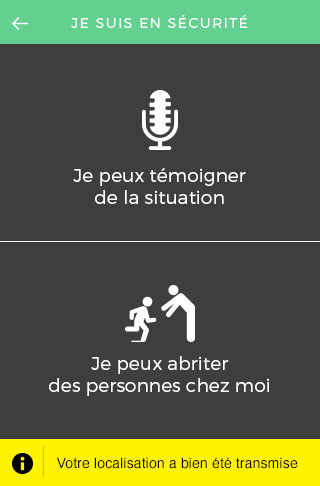 JE SUIS EN SÉCURITÉ
Je peux témoigner
de la situation
Je peux abriter
des personnes chez moi
Votre localisation a bien été transmise